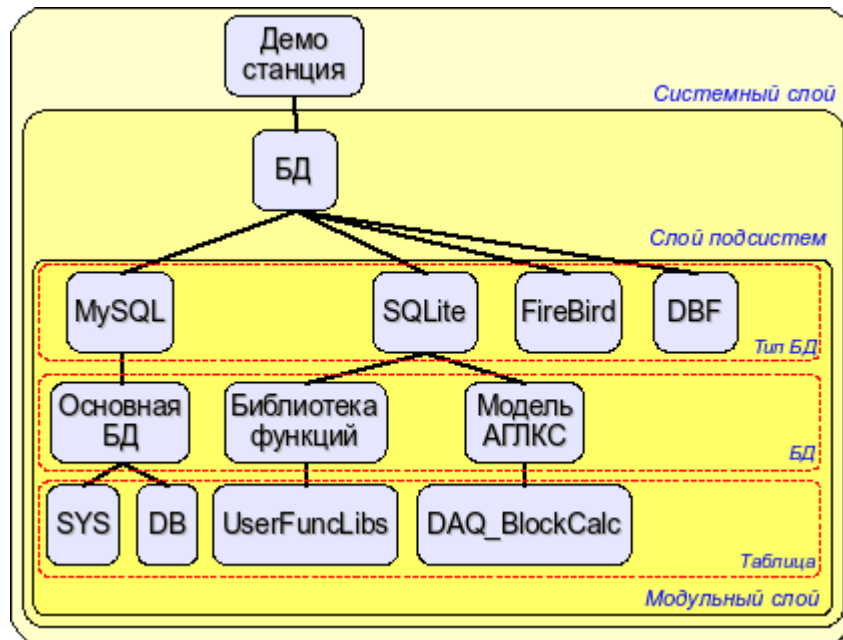 Демо
станция
Системный слой
БД
Слой подсистем
MySQL
SQLite
FireBird
DBF
Тип БД
Основная
БД
Библиотека
функций
Модель
АГЛКС
БД
SYS
DB
UserFuncLibs
DAQ_BlockCalc
Таблица
Модульный слой